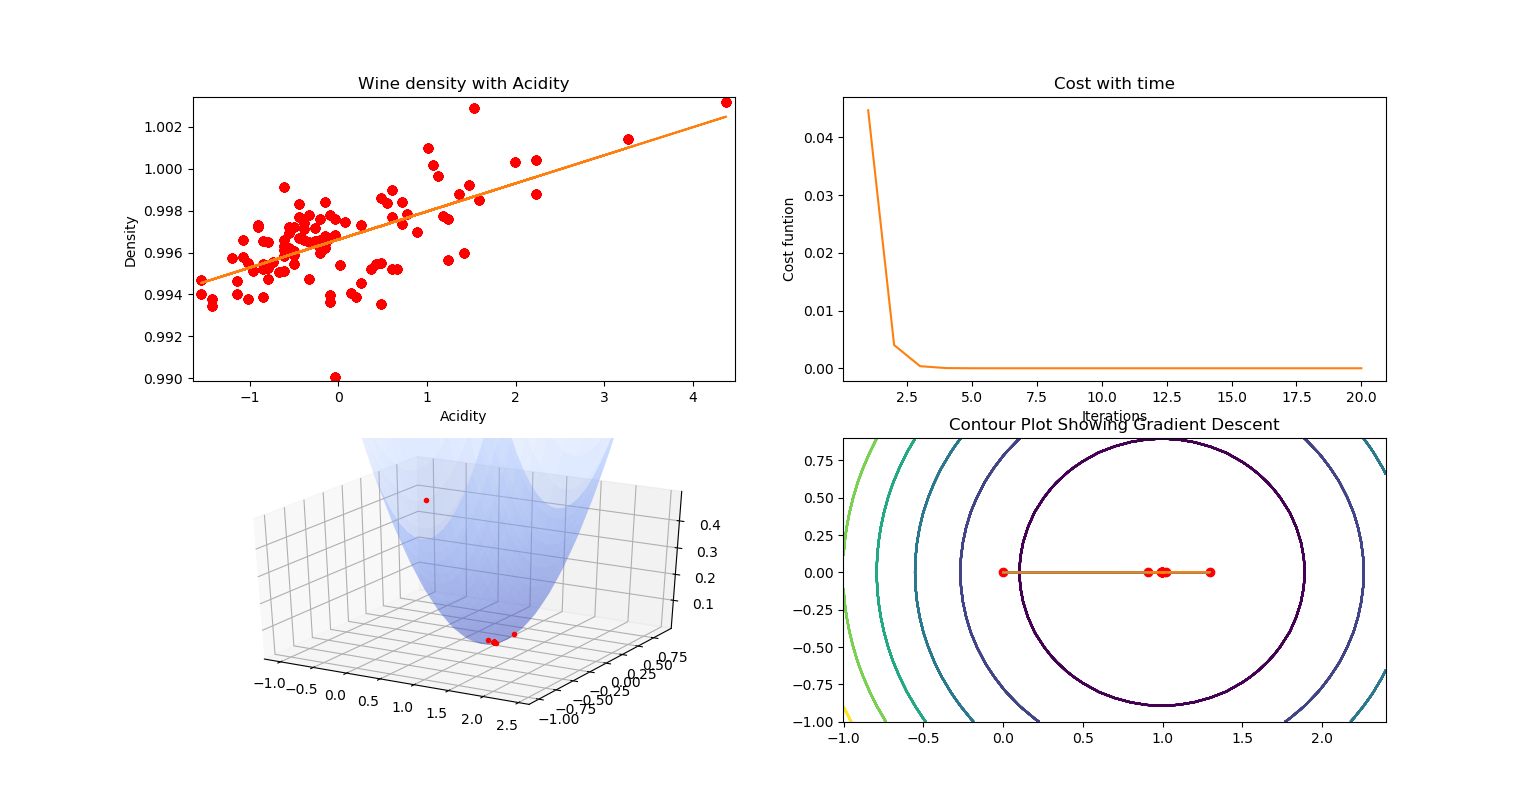 Wine density with Acidity
1.002
1.000
0.998
0.996
0.994
0.992
0.990
Density
−1 0 1 2 3 4
Acidity
Cost with time
0.04
0.03
0.02
0.01
0.00
Cost funtion
2.5 5.0 7.5 10.0 12.5 15.0 17.5 20.0
Iterations
0.4
0.3
0.2
0.1
−1.0 −0.5 0.0 0.5 1.0 1.5 2.0 2.5
−1.00 −0.75 −0.50 −0.25 0.00 0.25 0.50 0.75
Contour Plot Showing Gradient Descent
0.75
0.50
0.25
0.00
−0.25
−0.50
−0.75
−1.00
−1.0 −0.5 0.0 0.5 1.0 1.5 2.0